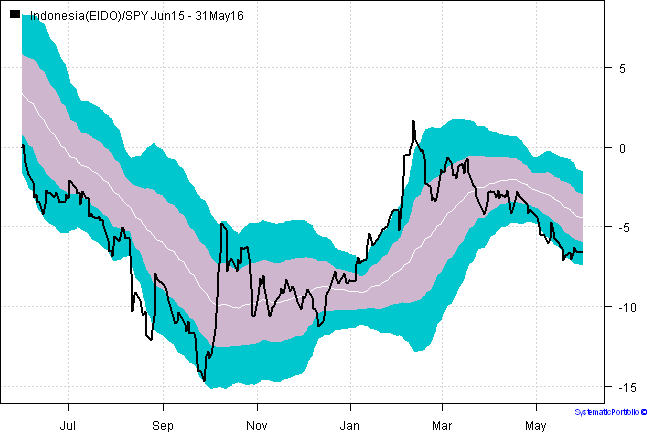 Indonesia(EIDO)/SPY Jun15 - 31May16
5
0
-5
-10
-15
Jul Sep Nov Jan Mar May
SystematicPortfolio ©